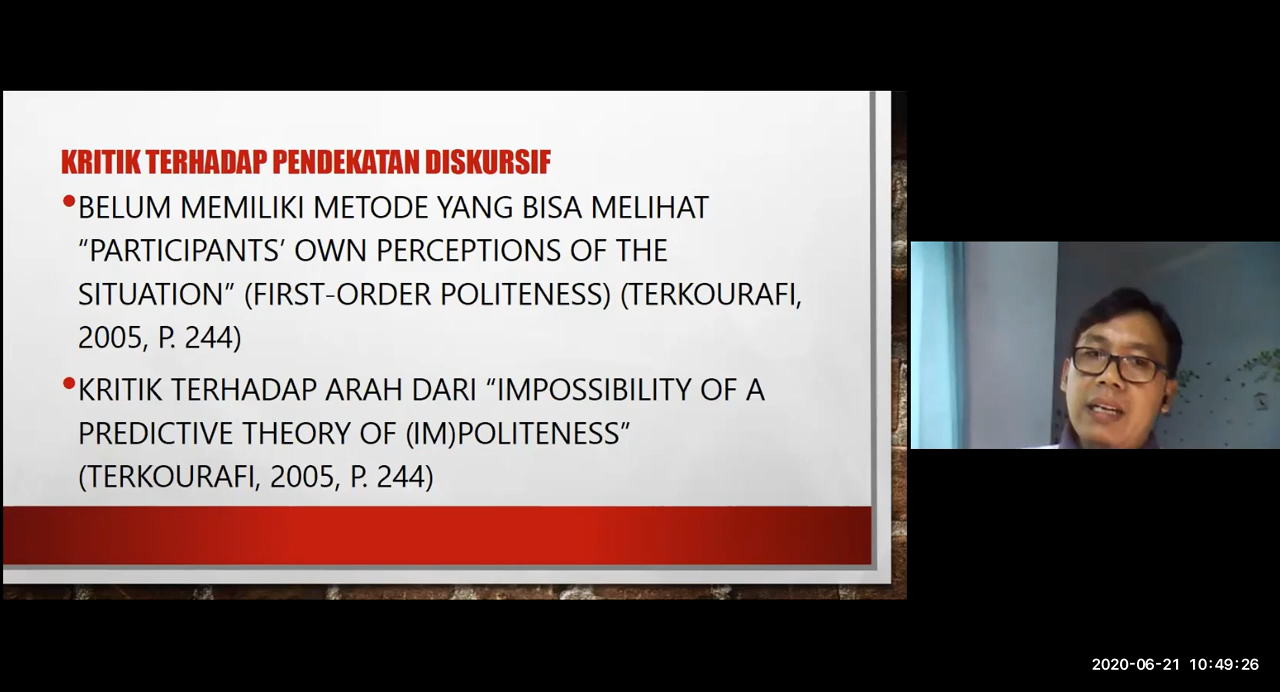 KRITIK TERHADAP PENDEKATAN DISKURSIF
•BELUM MEMILIKI METODE YANG BISA MELIHAT
“PARTICIPANTS’ OWN PERCEPTIONS OF THE
SITUATION” (FIRST-ORDER POLITENESS) (TERKOURAFI,
2005, P. 244)
•KRITIK TERHADAP ARAH DARI “IMPOSSIBILITY OF A
PREDICTIVE THEORY OF (IM)POLITENESS”
(TERKOURAFI, 2005, P. 244)
2020-06-21 10:49:26